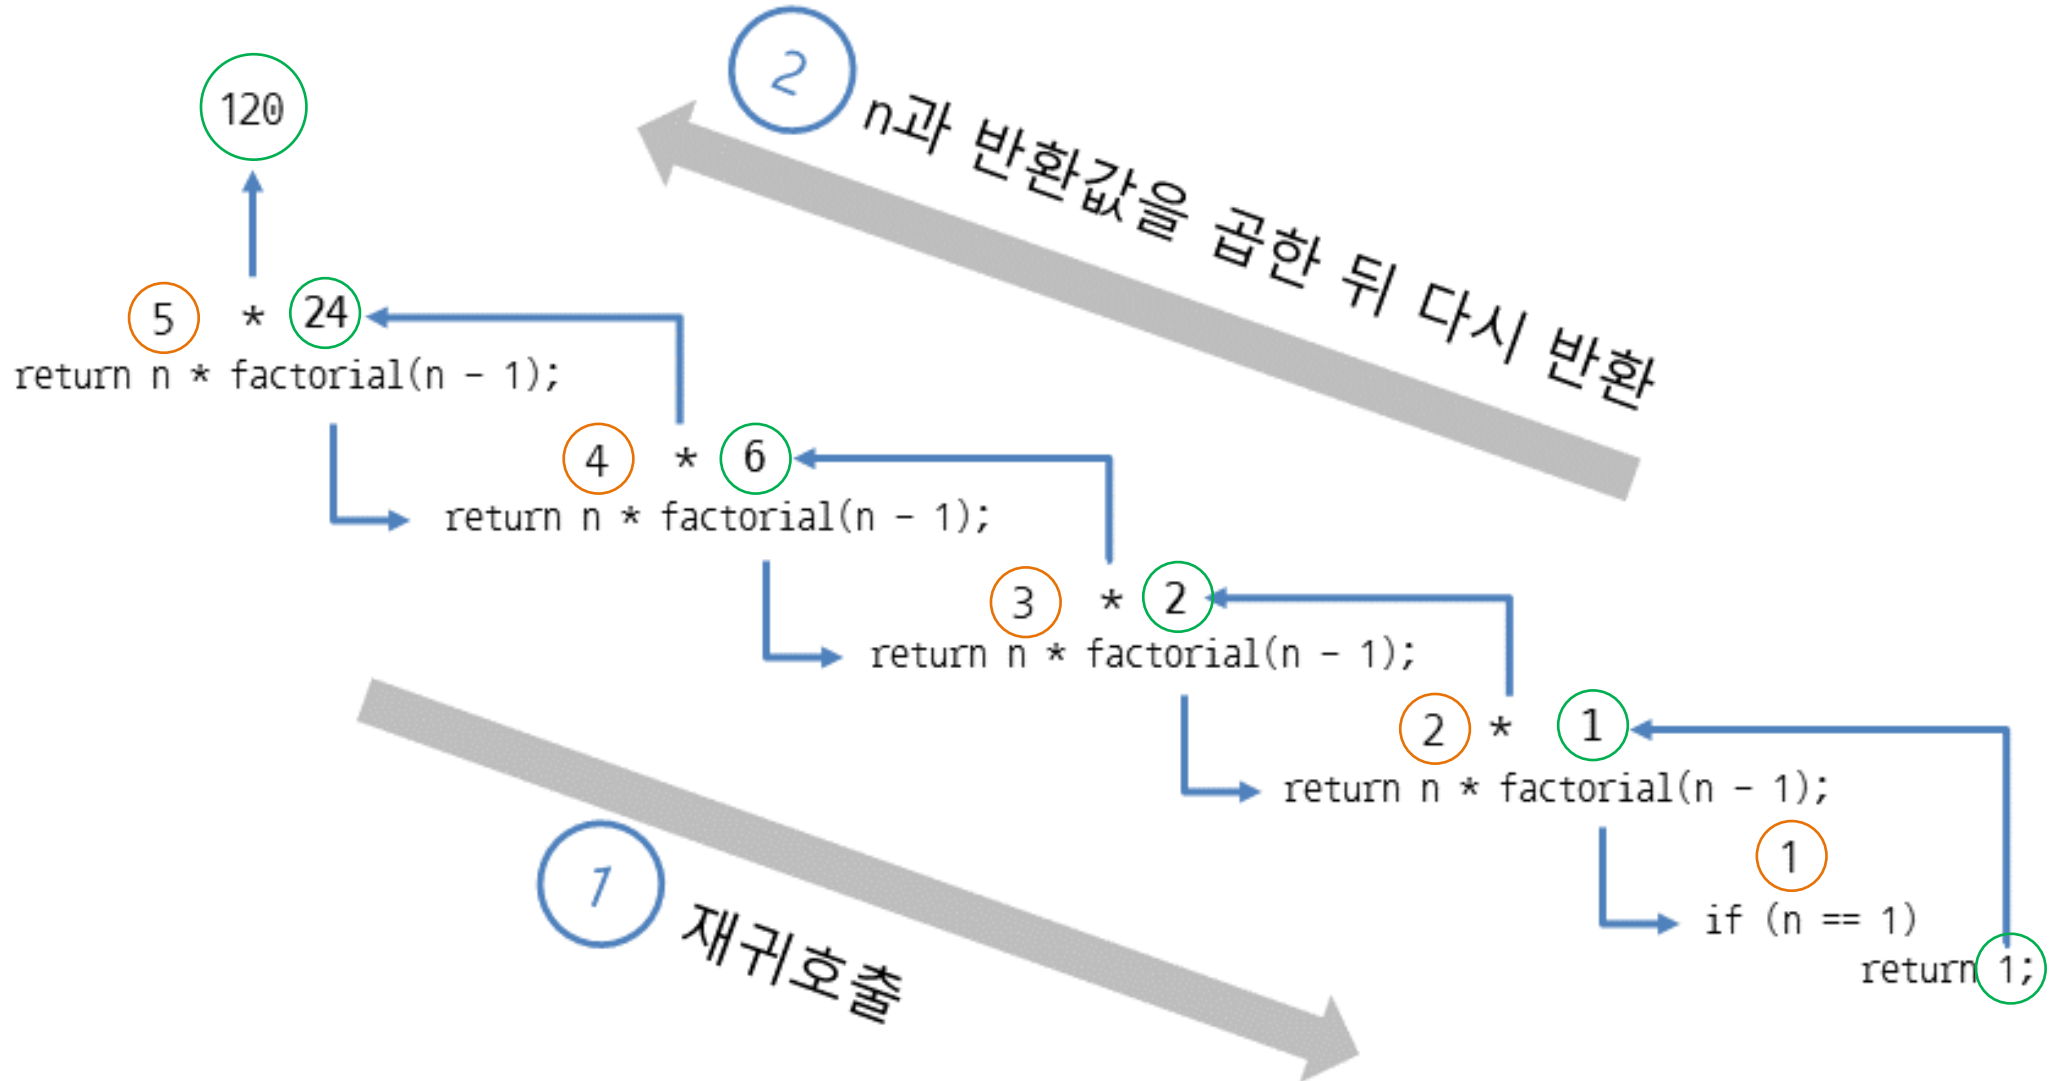 2
n과 반환값을 곱한 뒤 다시 반환
120
5 * 24
return n * factorial(n - 1);
4 * 6
return n * factorial(n - 1);
3 * 2
return n * factorial(n - 1);
2 * 1
return n * factorial(n - 1);
1
if (n == 1)
return 1;
1
재귀호출